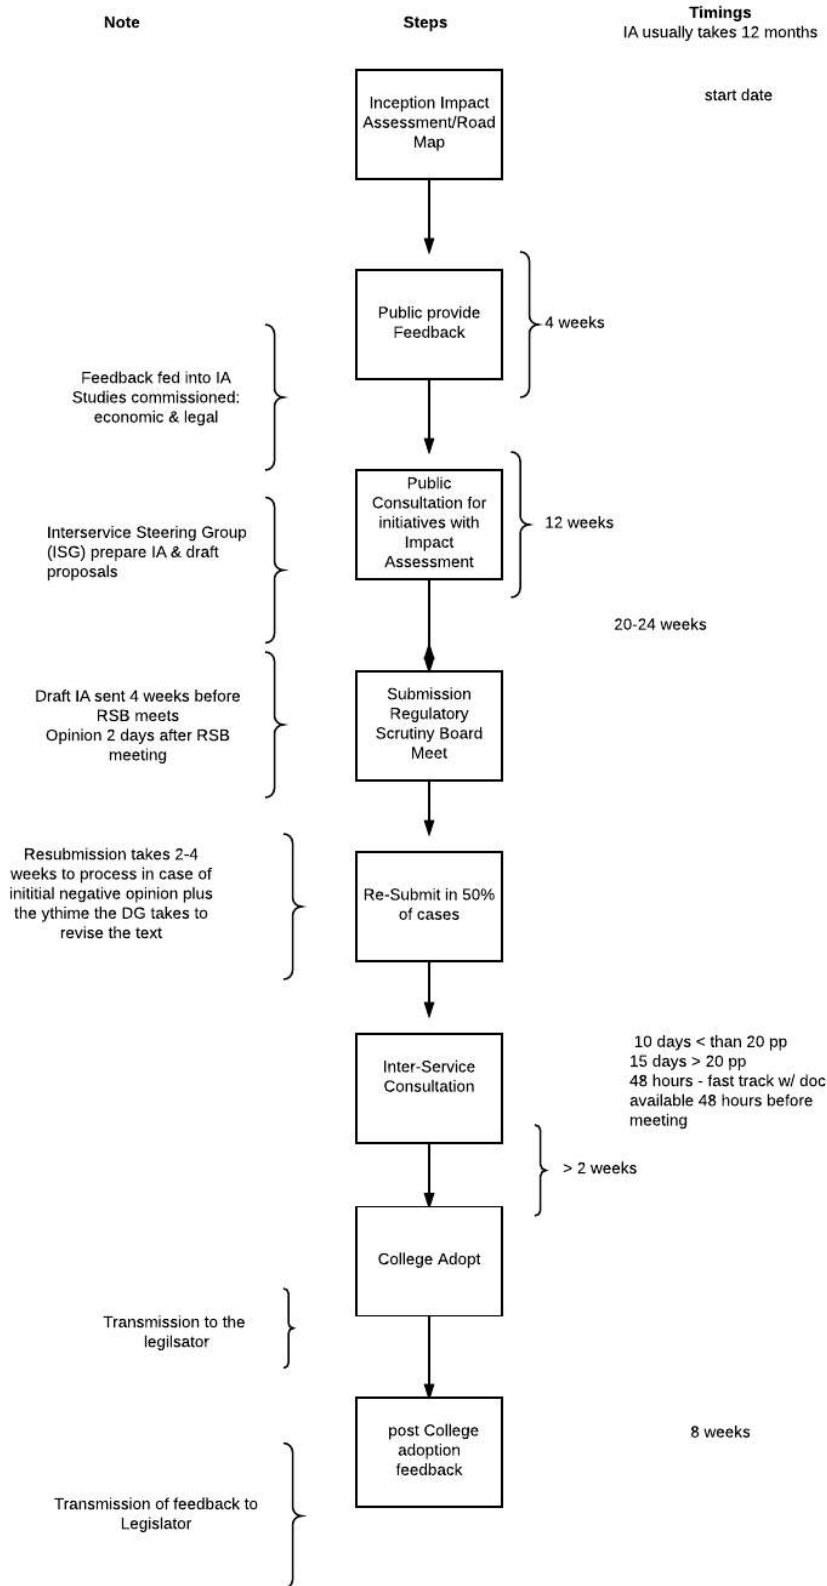 Note
Steps
Timings
IA usually takes 12 months
start date
Inception Impact
Assessment/Road
Map
Public provide
Feedback
4 weeks
Feedback fed into IA
Studies commissioned:
economic & legal
Public
Consultation for
initiatives with
Impact
Assessment
12 weeks
Interservice Steering Group
(ISG) prepare IA & draft
proposals
20-24 weeks
Draft IA sent 4 weeks before
RSB meets
Opinion 2 days after RSB
meeting
Submission
Regulatory
Scrutiny Board
Meet
Resubmission takes 2-4
weeks to process in case of
inititial negative opinion plus
the ythime the DG takes to
revise the text
Re-Submit in 50%
of cases
Inter-Service
Consultation
10 days < than 20 pp
15 days > 20 pp
48 hours - fast track w/ doc
available 48 hours before
meeting
> 2 weeks
College Adopt
Transmission to the
legilsator
post College
adoption
feedback
8 weeks
Transmission of feedback to
Legislator